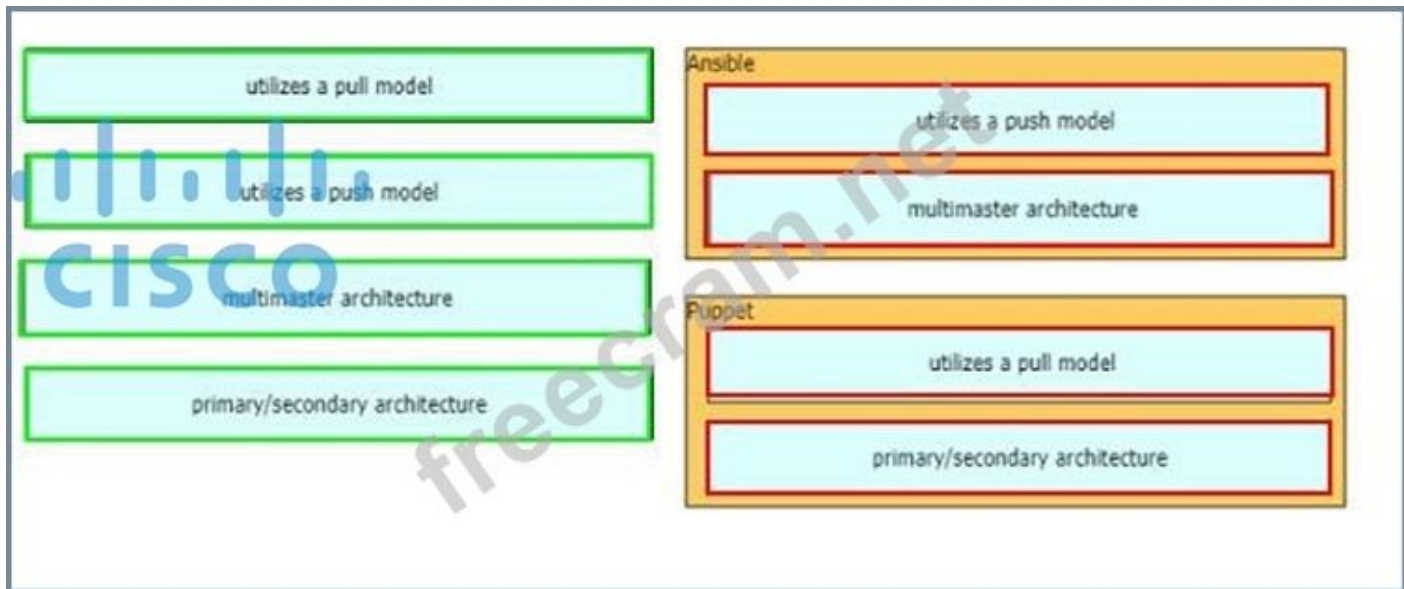 utilizes a pull model
utilizes a push model
CISCO
multimaster architecture
primary/secondary architecture
Ansible
utilizes a push model
multimaster architecture
Puppet
utilizes a pull model
primary/secondary architecture
freecram.net